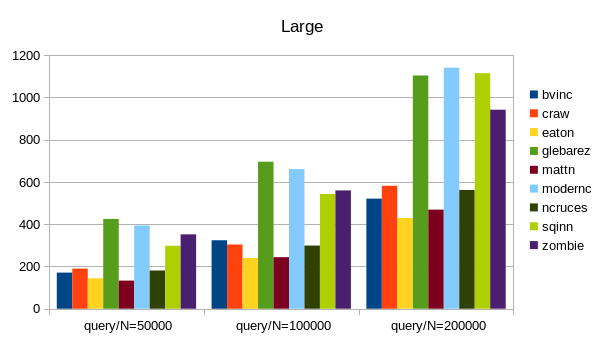 Large
1200
1000
800
600
400
200
0
query/N=50000
query/N=100000
query/N=200000
bvinc
craw
eaton
glebarez
mattn
modernc
ncruces
sqinn
zombie